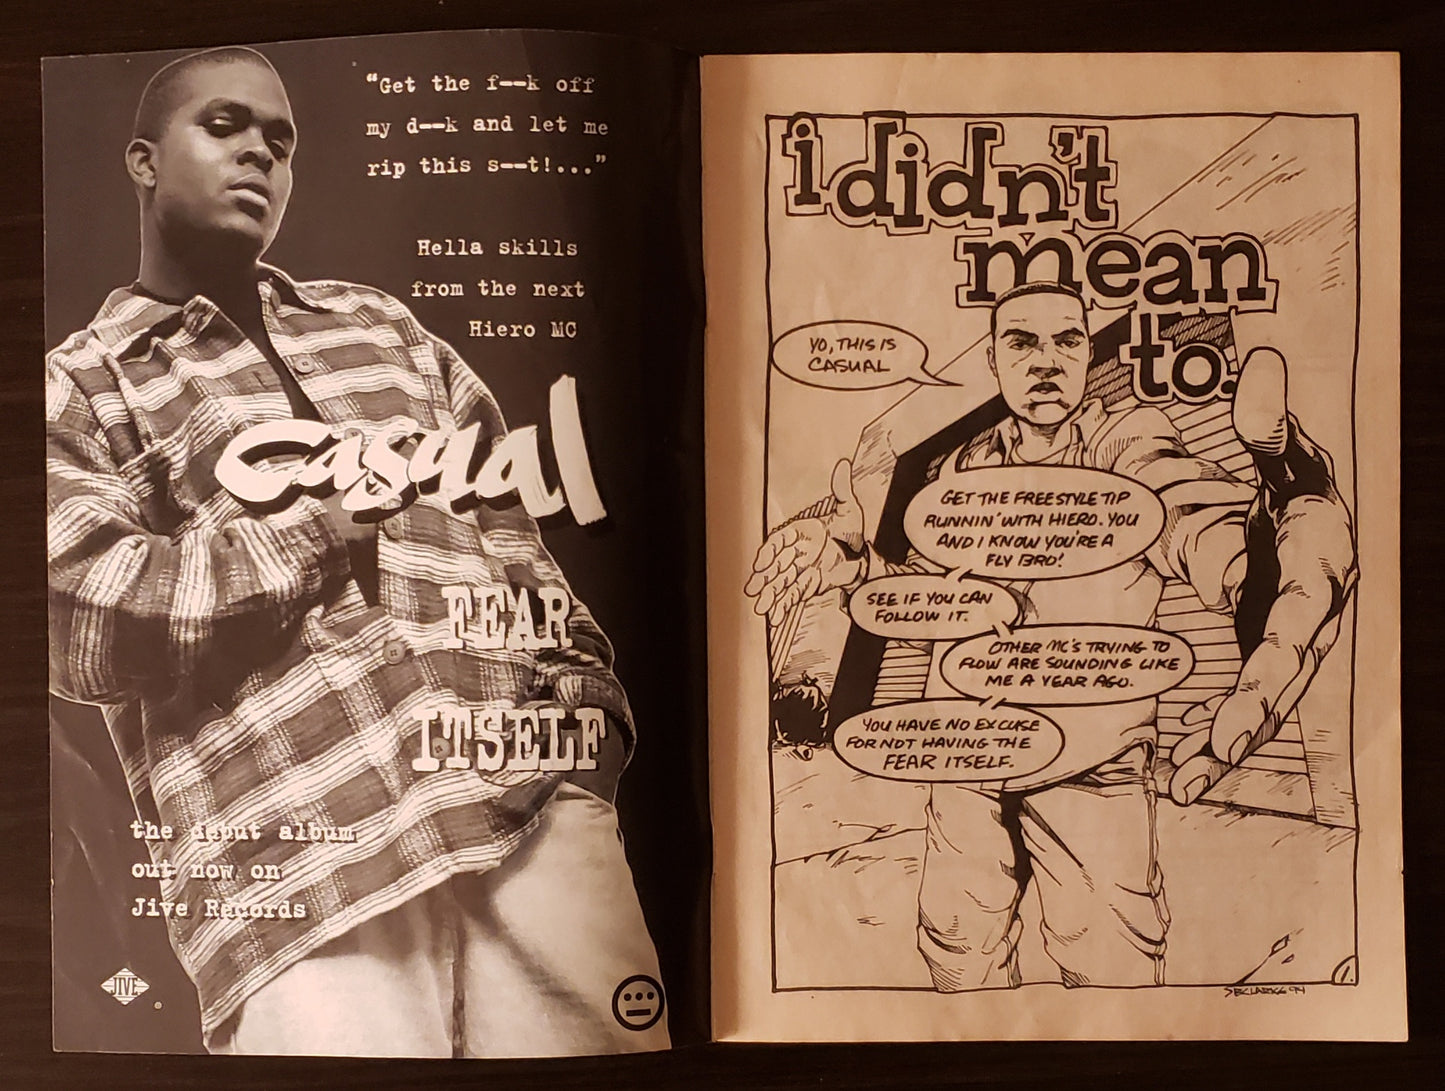 “Get the f--k off
my d--k and let me
rip this s--t!...”
Hella skills
from the next
Hiero MC
Casual
FEAR
ITSELF
the debut album
out now on
Jive Records
JIVE
i didn't
mean
to.
YO, THIS IS
CASUAL
GET THE FREESTYLE TIP
RUNNIN' WITH HIERO. YOU
AND I KNOW YOU'RE A
FLY BRO!
SEE IF YOU CAN
FOLLOW IT.
OTHER MC'S TRYING TO
FLOW ARE SOUNDING LIKE
ME A YEAR AGO.
YOU HAVE NO EXCUSE
FOR NOT HAVING THE
FEAR ITSELF.
1.
94